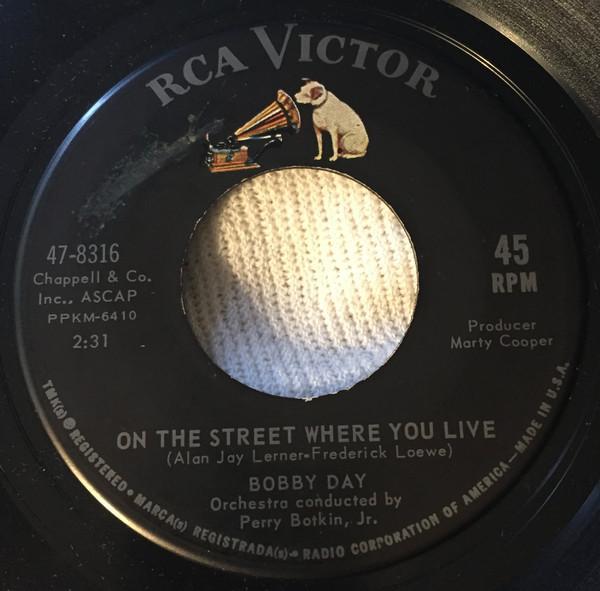 RCA VICTOR
47-8316
Chappell & Co.
Inc., ASCAP
PPKM-6410
2:31
45
RPM
Producer
Marty Cooper
ON THE STREET WHERE YOU LIVE
(Alan Jay Lerner-Frederick Loewe)
BOBBY DAY
Orchestra conducted by
Perry Botkin, Jr.
TMK(s) ® REGISTERED • MARCA(s) REGISTRADA(s) • RADIO CORPORATION OF AMERICA—MADE IN U.S.A.